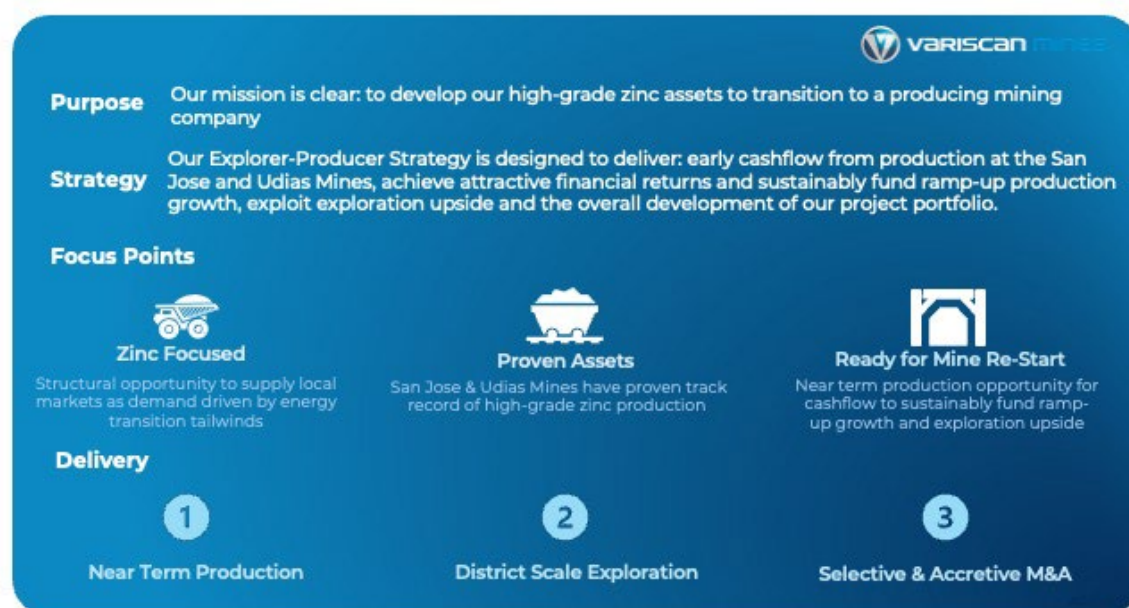 VARISCAN MINES
Purpose
Our mission is clear: to develop our high-grade zinc assets to transition to a producing mining
company
Strategy
Our Explorer-Producer Strategy is designed to deliver: early cashflow from production at the San
Jose and Udias Mines, achieve attractive financial returns and sustainably fund ramp-up production
growth, exploit exploration upside and the overall development of our project portfolio.
Focus Points
Zinc Focused
Structural opportunity to supply local
markets as demand driven by energy
transition tailwinds
Proven Assets
San Jose & Udias Mines have proven track
record of high-grade zinc production
Ready for Mine Re-Start
Near term production opportunity for
cashflow to sustainably fund ramp-
up growth and exploration upside
Delivery
1
Near Term Production
2
District Scale Exploration
3
Selective & Accretive M&A